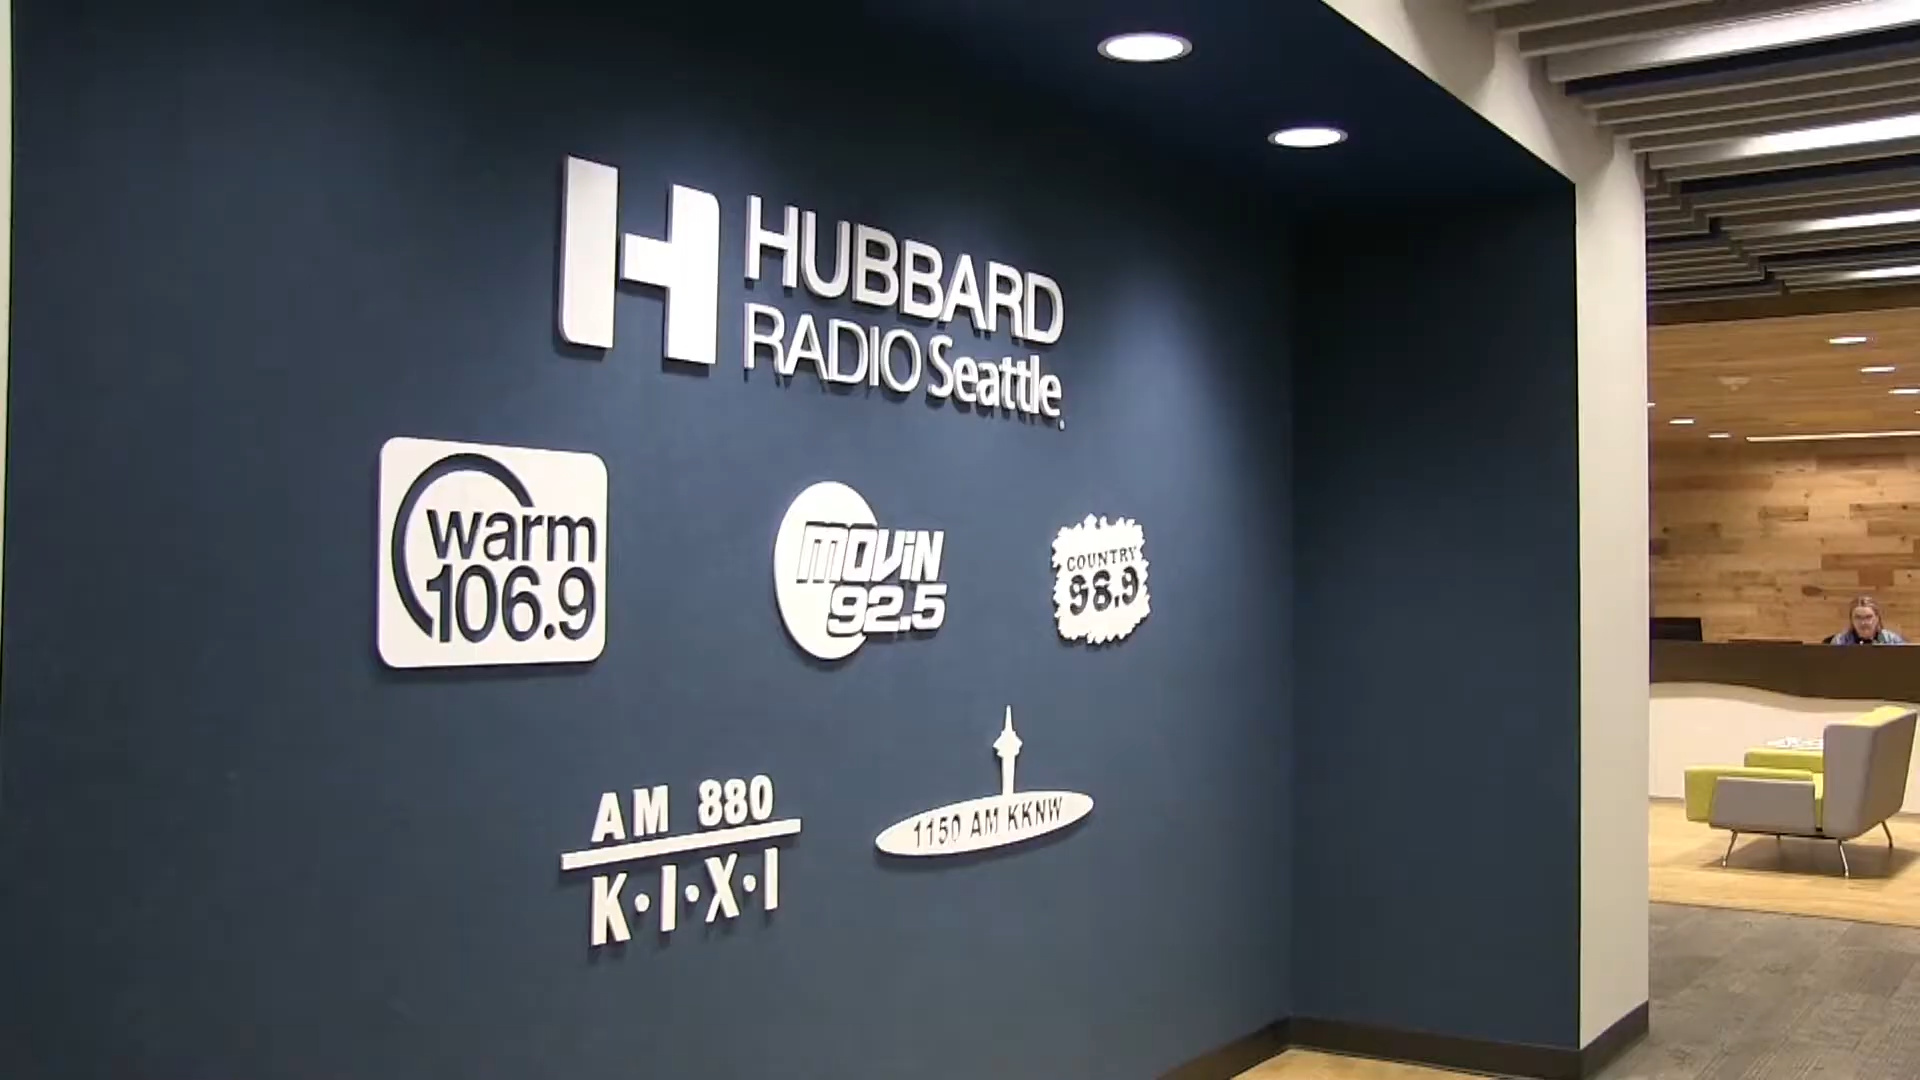 HUBBARD
RADIO Seattle
warm
106.9
MOViN
92.5
COUNTRY
98.9
AM 880
K·I·X·I
1150 AM KKNW